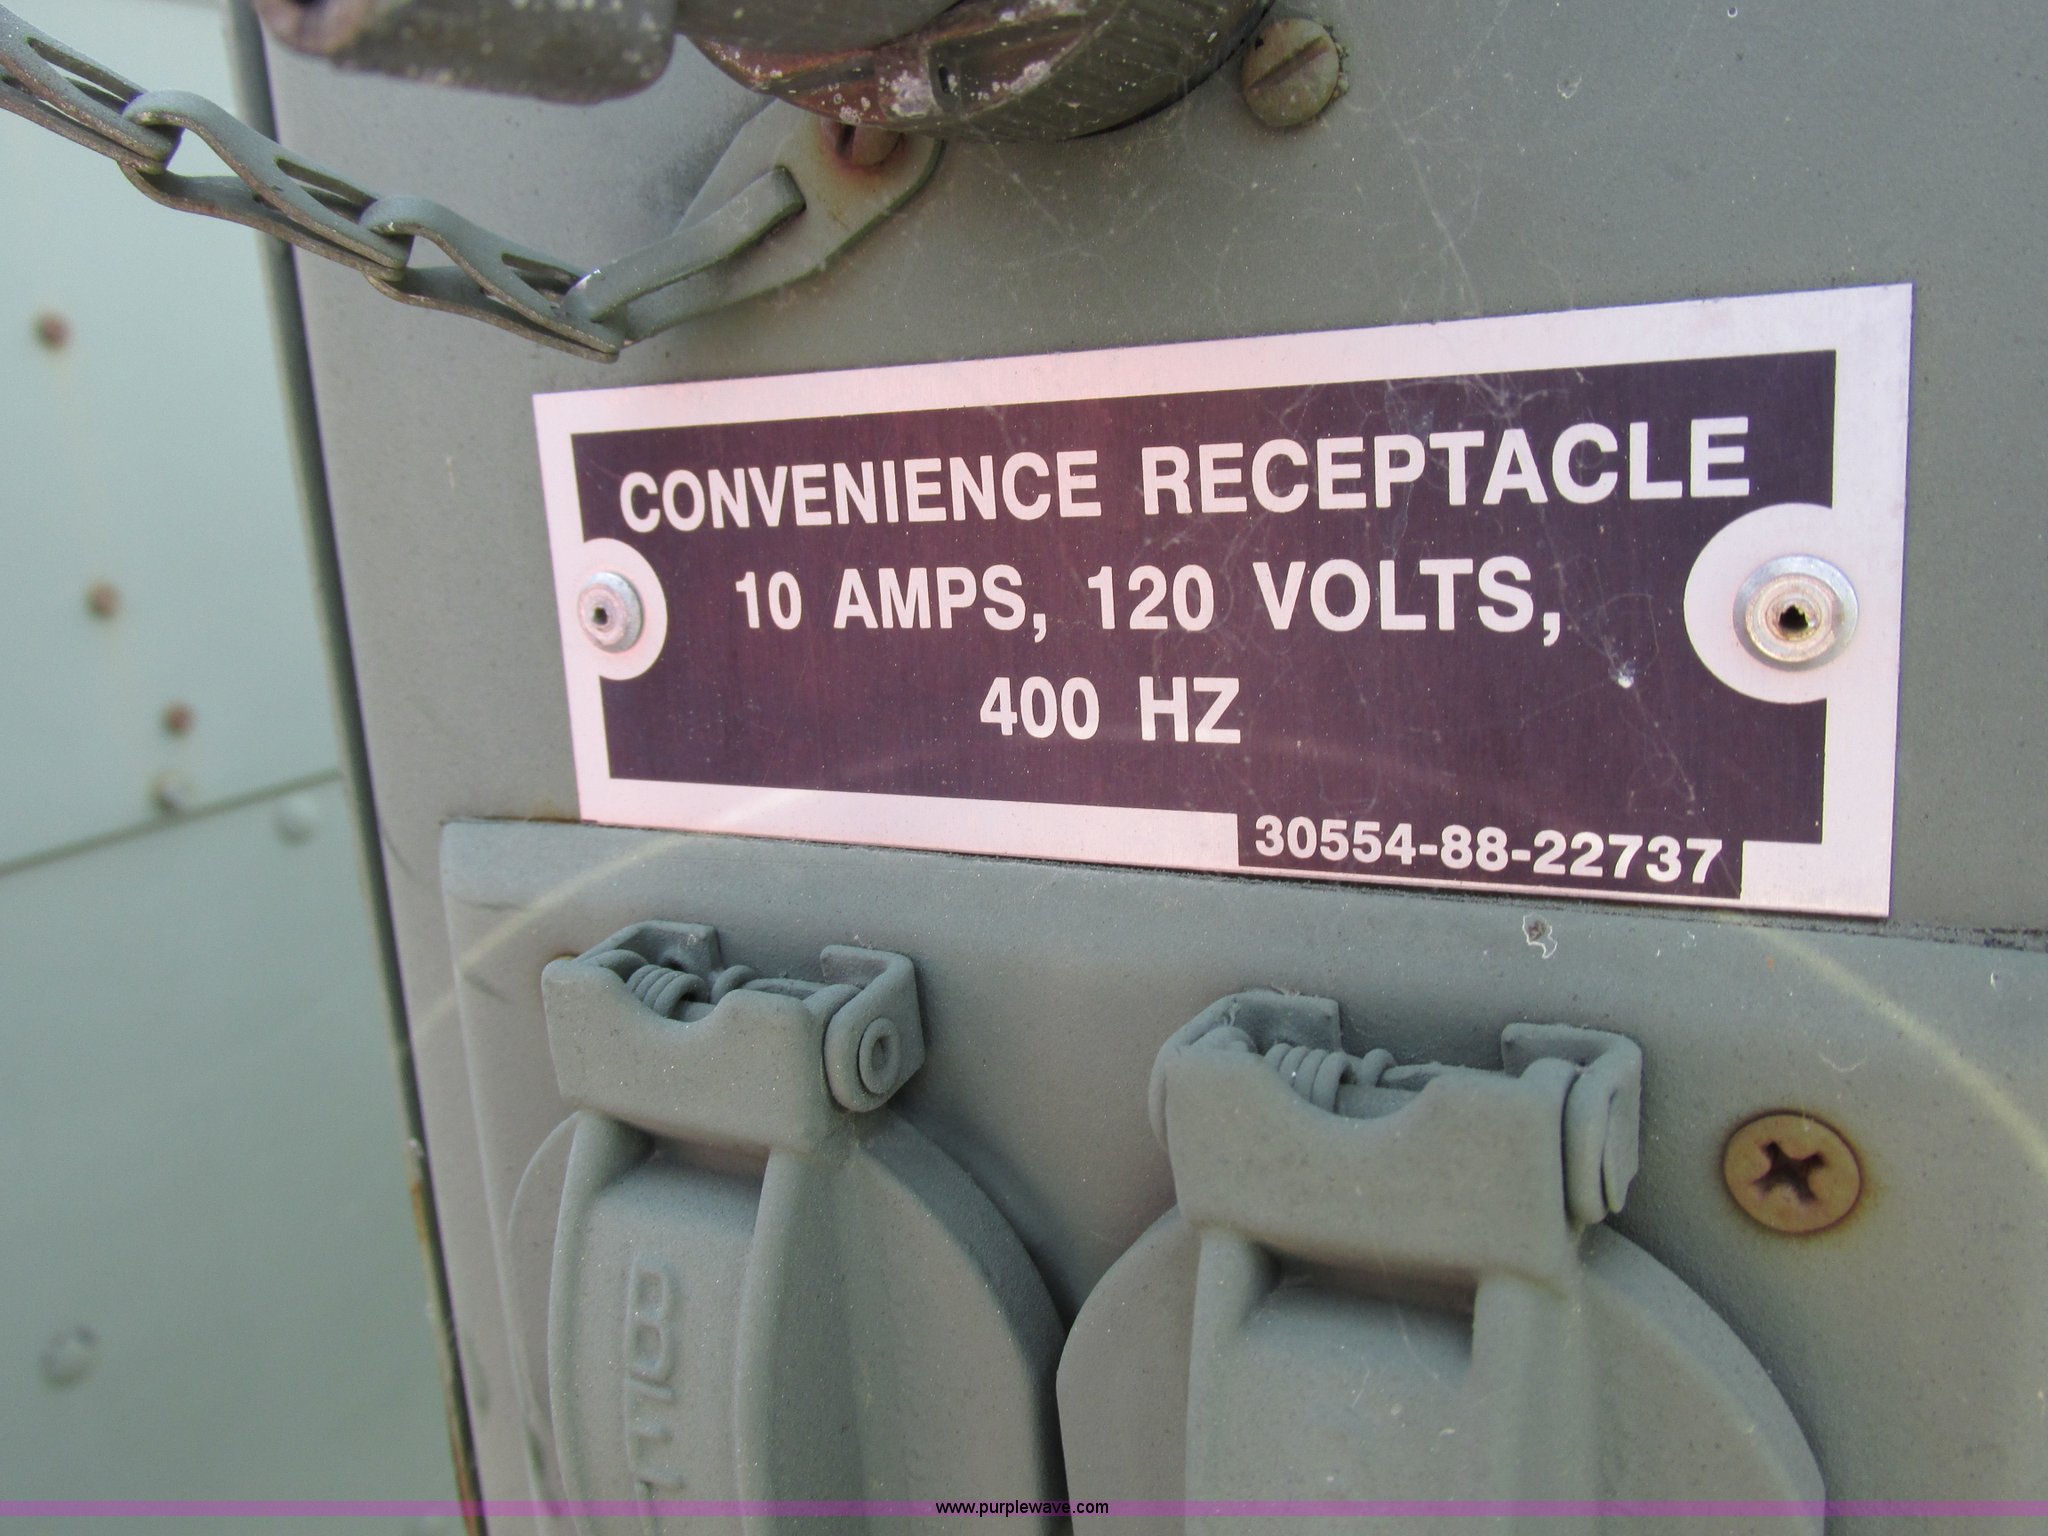 CONVENIENCE RECEPTACLE
10 AMPS, 120 VOLTS,
400 HZ
30554-88-22737
www.purplewave.com